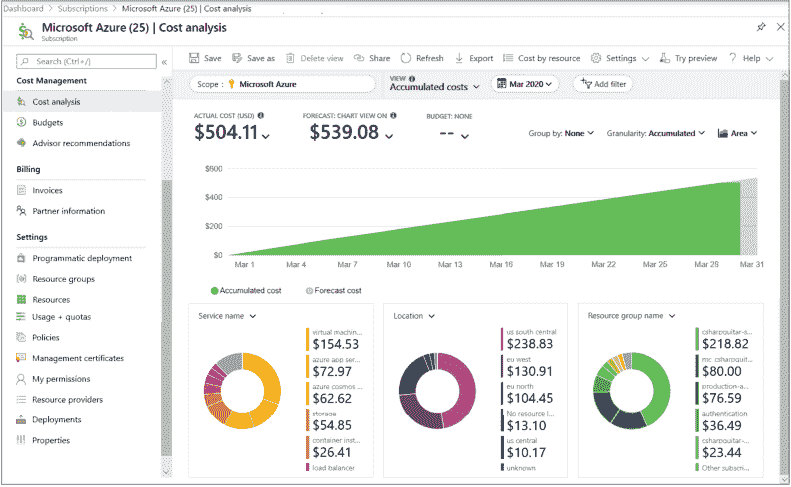 Dashboard > Subscriptions > Microsoft Azure (25) | Cost analysis
Microsoft Azure (25) | Cost analysis
Subscription
Search (Ctrl+/)
«
Save
Save as
Delete view
Share
Refresh
Export
Cost by resource
Settings
Try preview
? Help
Cost Management
Cost analysis
Budgets
Advisor recommendations
Billing
Invoices
Partner information
Settings
Programmatic deployment
Resource groups
Resources
Usage + quotas
Policies
Management certificates
My permissions
Resource providers
Deployments
Properties
Scope : Microsoft Azure
VIEW
Accumulated costs
Mar 2020
Add filter
ACTUAL COST (USD)
$504.11
FORECAST: CHART VIEW ON
$539.08
BUDGET: NONE
--
Group by: None
Granularity: Accumulated
Area
$600
$400
$200
$0
Mar 1
Mar 4
Mar 7
Mar 10
Mar 13
Mar 16
Mar 19
Mar 22
Mar 25
Mar 28
Mar 31
Accumulated cost
Forecast cost
Service name
virtual machin...
$154.53
azure app ser...
$72.97
azure cosmos ...
$62.62
storage
$54.85
container inst...
$26.41
load balancer
Location
us south central
$238.83
eu west
$130.91
eu north
$104.45
No resource l...
$13.10
us central
$10.17
unknown
Resource group name
csharpguitar-s...
$218.82
mc_csharpguit...
$80.00
production-a...
$76.59
authentication
$36.49
csharpguitar-...
$23.44
Other subscri...